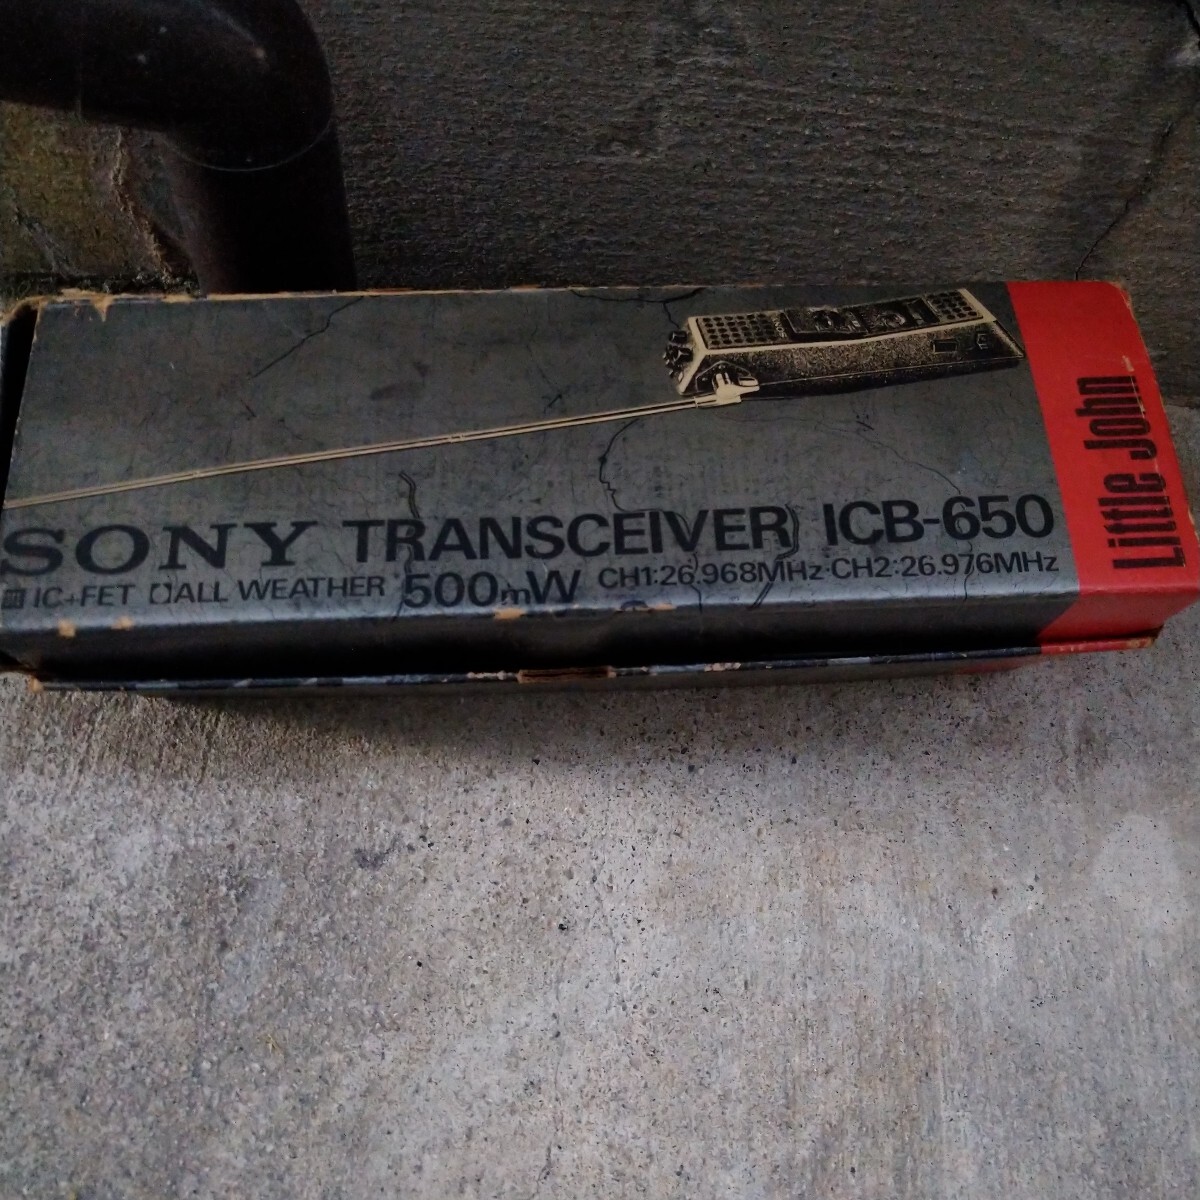 SONY TRANSCEIVER ICB-650
IC+FET ALL WEATHER 500mW CH1:26.968MHz·CH2:26.976MHz
Little John